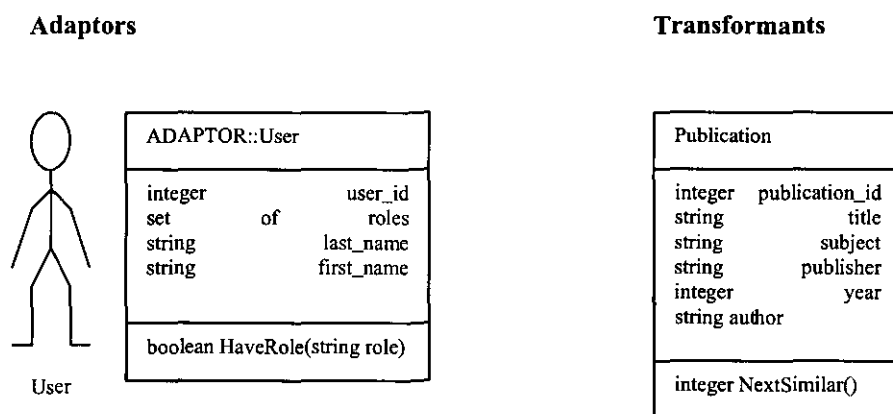 Adaptors
Transformants
ADAPTOR::User
integer user_id
set of roles
string last_name
string first_name
boolean HaveRole(string role)
User
Publication
integer publication_id
string title
string subject
string publisher
integer year
string author
integer NextSimilar()